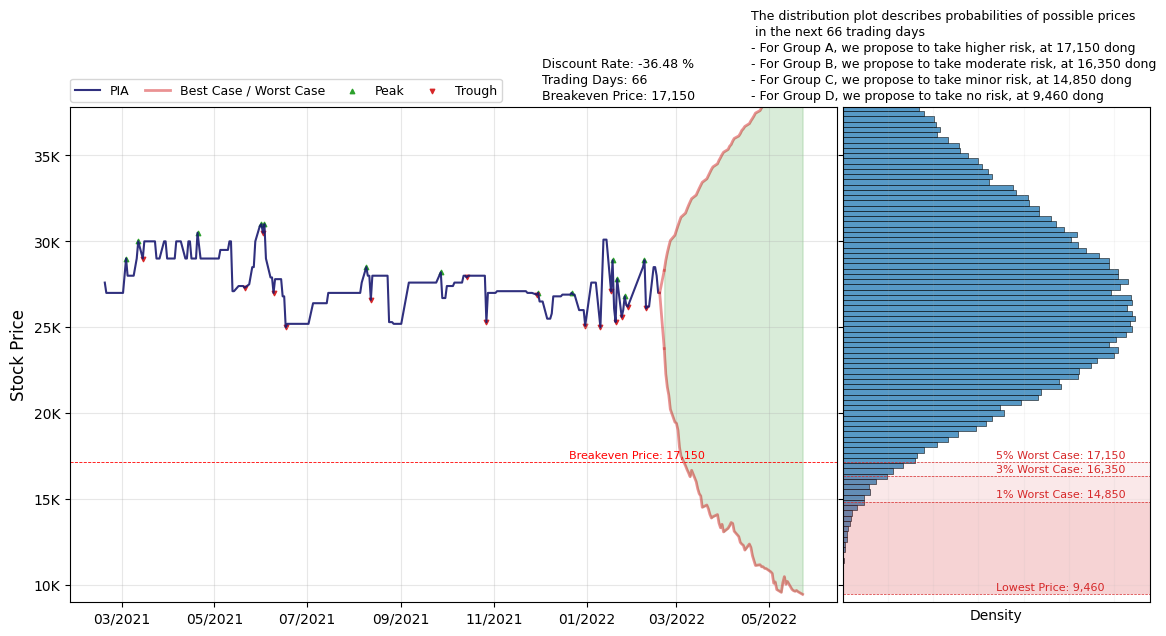 The distribution plot describes probabilities of possible prices
in the next 66 trading days
- For Group A, we propose to take higher risk, at 17,150 dong
- For Group B, we propose to take moderate risk, at 16,350 dong
- For Group C, we propose to take minor risk, at 14,850 dong
- For Group D, we propose to take no risk, at 9,460 dong
Discount Rate: -36.48 %
Trading Days: 66
Breakeven Price: 17,150
PIA
Best Case / Worst Case
Peak
Trough
Stock Price
35K
30K
25K
20K
15K
10K
Breakeven Price: 17,150
5% Worst Case: 17,150
3% Worst Case: 16,350
1% Worst Case: 14,850
Lowest Price: 9,460
03/2021
05/2021
07/2021
09/2021
11/2021
01/2022
03/2022
05/2022
Density